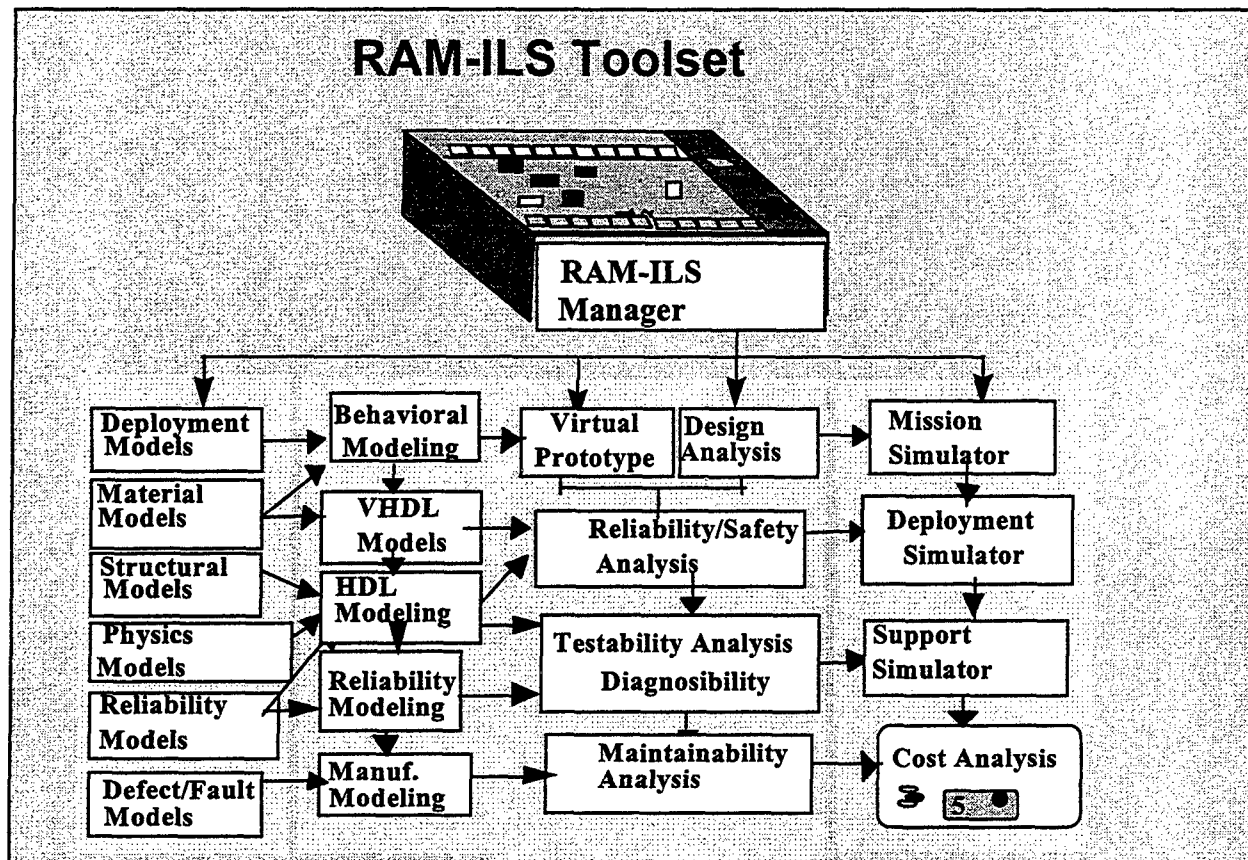 RAM-ILS Toolset
RAM-ILS
Manager
Deployment
Models
Material
Models
Structural
Models
Physics
Models
Reliability
Models
Defect/Fault
Models
Behavioral
Modeling
VHDL
Models
HDL
Modeling
Reliability
Modeling
Manuf.
Modeling
Virtual
Prototype
Design
Analysis
Reliability/Safety
Analysis
Testability Analysis
Diagnosibility
Maintainability
Analysis
Mission
Simulator
Deployment
Simulator
Support
Simulator
Cost Analysis
5